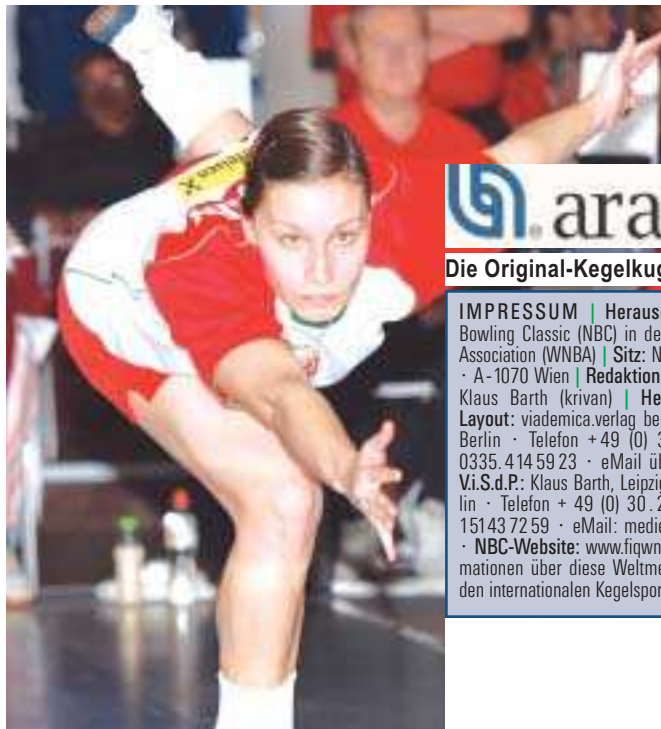 ara
Die Original-Kegelkug
IMPRESSUM | Heraus
Bowling Classic (NBC) in de
Association (WNBA) | Sitz: N
· A-1070 Wien | Redaktion
Klaus Barth (krivan) | He
Layout: viademica.verlag be
Berlin · Telefon +49 (0) 3
0335. 414 59 23 · eMail üb
V.i.S.d.P.: Klaus Barth, Leipzig
lin · Telefon + 49 (0) 30 . 2
151 43 72 59 · eMail: medie
· NBC-Website: www.fiqwn
mationen über diese Weltme
den internationalen Kegelspor